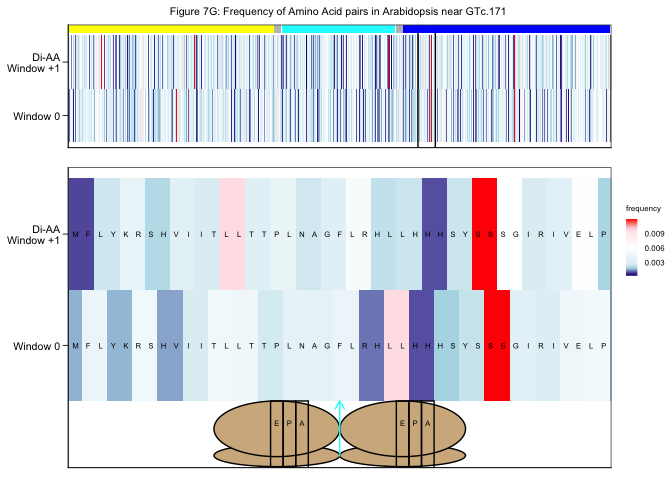 Figure 7G: Frequency of Amino Acid pairs in Arabidopsis near GTc.171
Di-AA
Window +1
Window 0
Di-AA
Window +1
M F L Y K R S H V I I T L L T T P L N A G F L R H L L H H H S Y S S S G I R I V E L P
Window 0
M F L Y K R S H V I I T L L T T P L N A G F L R H L L H H H S Y S S S G I R I V E L P
E P A
E P A
frequency
0.009
0.006
0.003